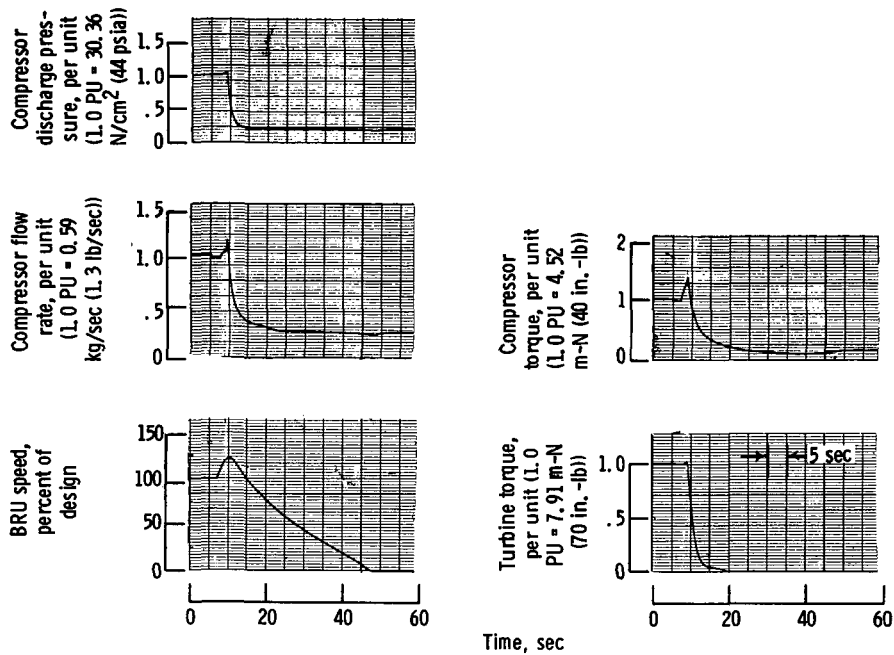 Compressor
discharge pres-
sure, per unit
(1.0 PU = 30.36
N/cm2 (44 psia)
1.5
1.0
.5
0
Compressor flow
rate, per unit
(1.0 PU = 0.59
kg/sec (1.3 lb/sec))
1.5
1.0
.5
0
BRU speed,
percent of
design
150
100
50
0
0
20
40
60
Compressor
torque, per unit
(1.0 PU = 4.52
m-N (40 in. -lb))
2
1
0
Turbine torque,
per unit (1.0
PU = 7.91 m-N
(70 in. -lb))
1.0
.5
0
5 sec
0
20
40
60
Time, sec